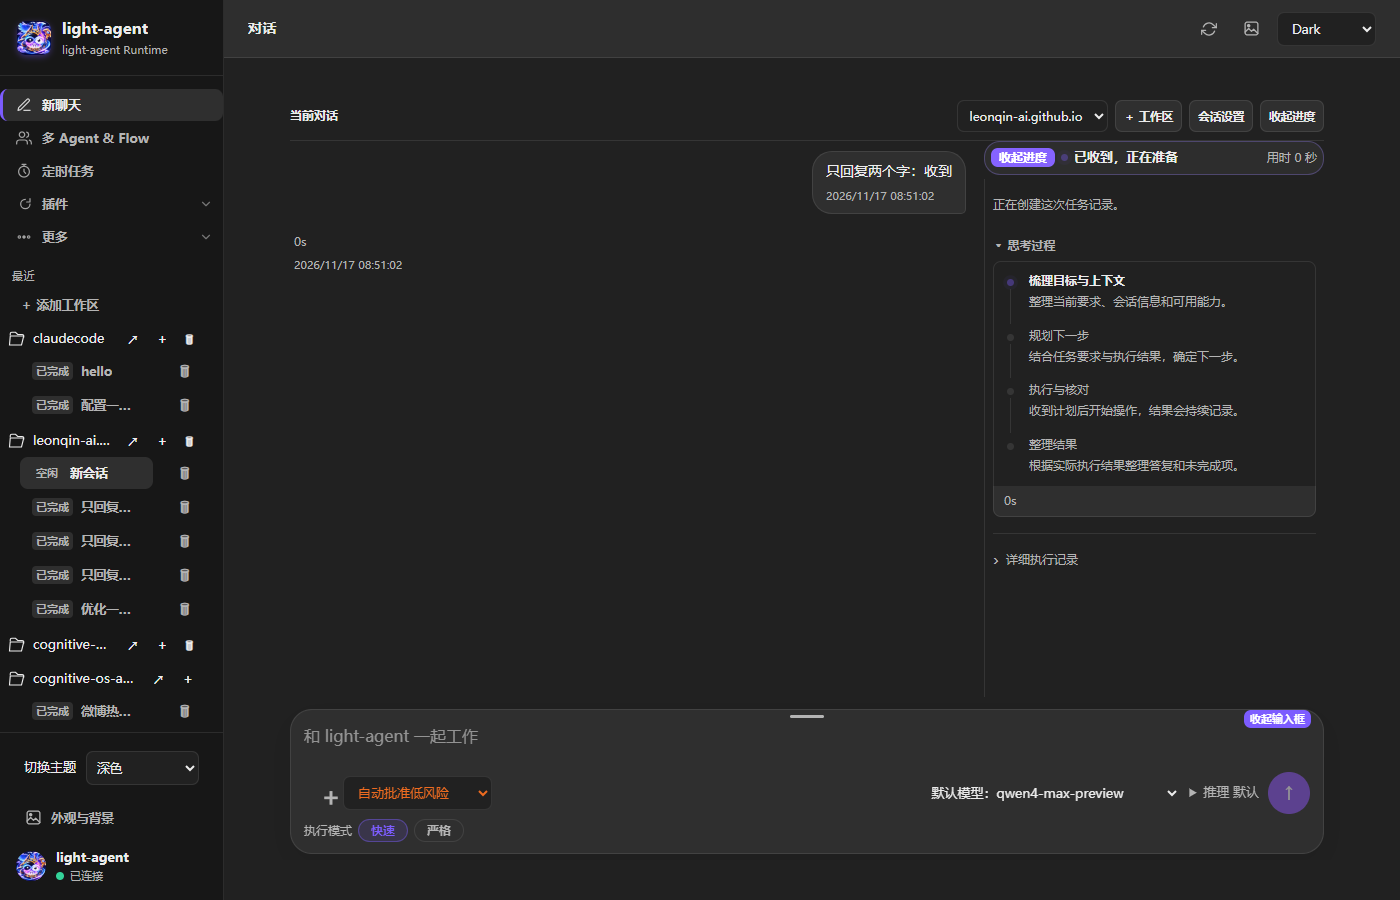 light-agent
light-agent Runtime
新聊天
多 Agent & Flow
定时任务
插件
更多
最近
+ 添加工作区
claudecode
已完成 hello
已完成 配置一...
leonqin-ai....
空闲 新会话
已完成 只回复...
已完成 只回复...
已完成 只回复...
已完成 优化一...
cognitive-...
cognitive-os-a...
已完成 微博热...
切换主题 深色
外观与背景
light-agent
已连接
对话
Dark
当前对话
leonqin-ai.github.io
+ 工作区
会话设置
收起进度
只回复两个字：收到
2026/11/17 08:51:02
0s
2026/11/17 08:51:02
收起进度 已收到，正在准备 用时 0 秒
正在创建这次任务记录。
思考过程
梳理目标与上下文
整理当前要求、会话信息和可用能力。
规划下一步
结合任务要求与执行结果，确定下一步。
执行与核对
收到计划后开始操作，结果会持续记录。
整理结果
根据实际执行结果整理答复和未完成项。
0s
详细执行记录
收起输入框
和 light-agent 一起工作
自动批准低风险
默认模型：qwen4-max-preview
推理 默认
执行模式 快速 严格